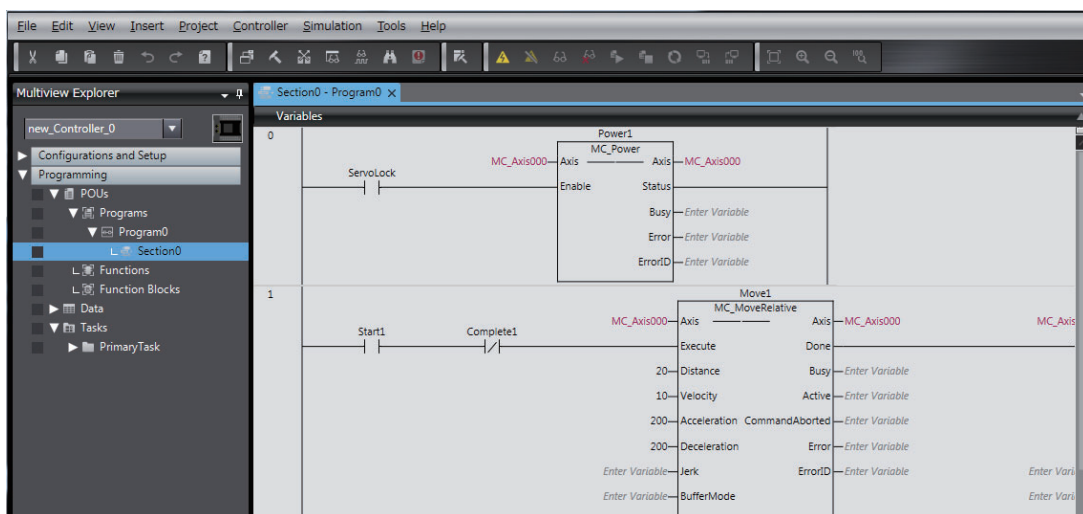 File Edit View Insert Project Controller Simulation Tools Help
Multiview Explorer
new_Controller_0
Configurations and Setup
Programming
POUs
Programs
Program0
Section0
Functions
Function Blocks
Data
Tasks
PrimaryTask
Section0 - Program0
Variables
0
Power1
MC_Power
MC_Axis000 Axis Axis MC_Axis000
ServoLock
Enable Status
Busy Enter Variable
Error Enter Variable
ErrorID Enter Variable
1
Move1
MC_MoveRelative
MC_Axis000 Axis Axis MC_Axis000 MC_Axis
Start1 Complete1
Execute Done
20 Distance Busy Enter Variable
10 Velocity Active Enter Variable
200 Acceleration CommandAborted Enter Variable
200 Deceleration Error Enter Variable
Enter Variable Jerk ErrorID Enter Variable Enter Vari
Enter Variable BufferMode Enter Vari